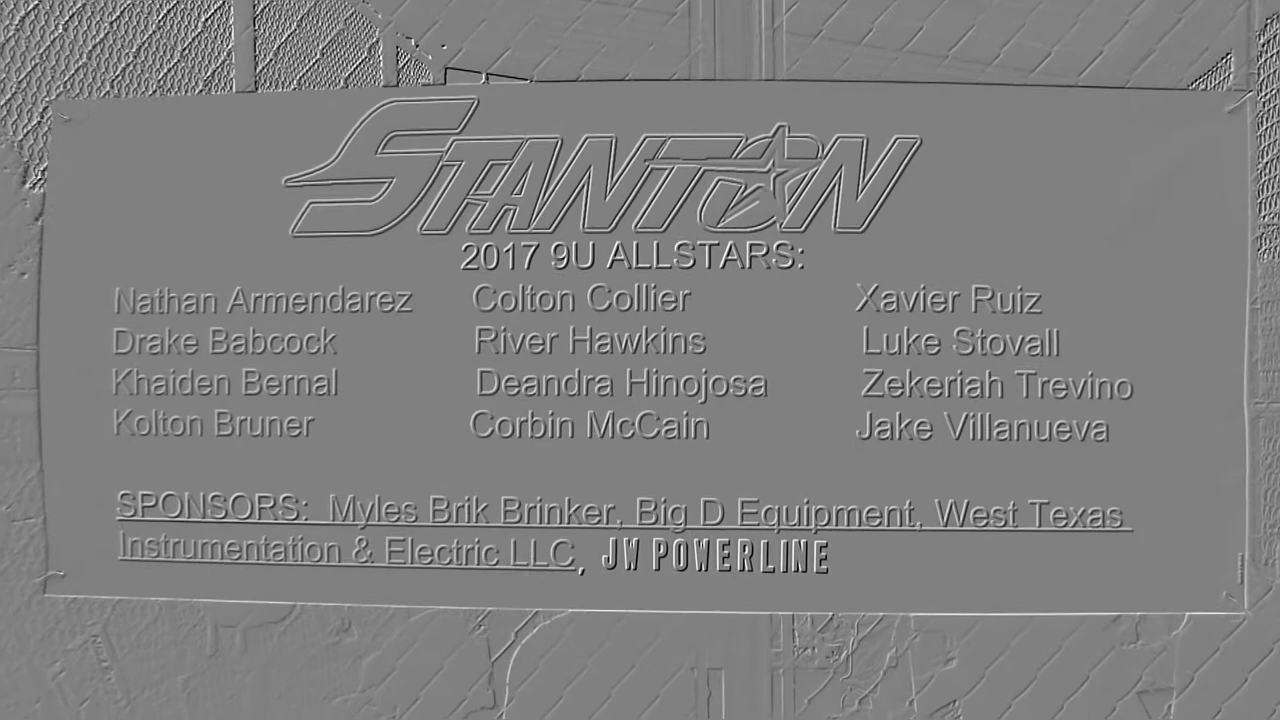 STANTON
2017 9U ALLSTARS:
Nathan Armendarez Colton Collier Xavier Ruiz
Drake Babcock River Hawkins Luke Stovall
Khaiden Bernal Deandra Hinojosa Zekeriah Trevino
Kolton Bruner Corbin McCain Jake Villanueva
SPONSORS: Myles Brik Brinker, Big D Equipment, West Texas
Instrumentation & Electric LLC, JW POWERLINE